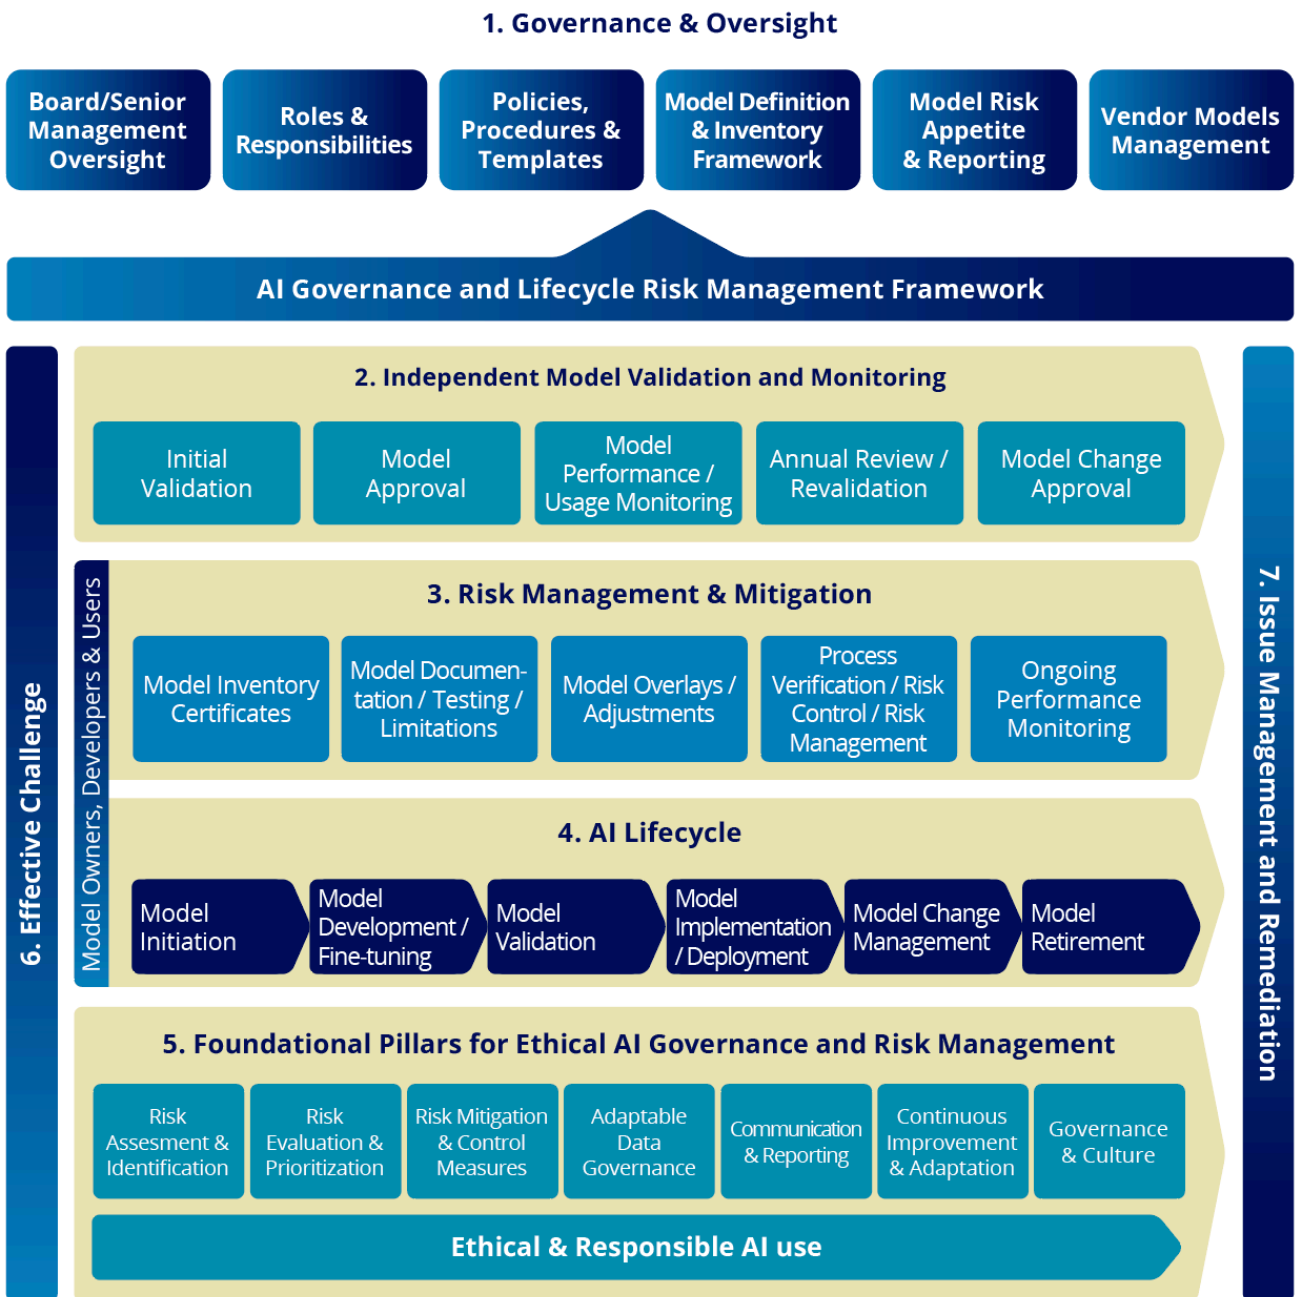 1. Governance & Oversight
Board/Senior
Management
Oversight
Roles &
Responsibilities
Policies,
Procedures &
Templates
Model Definition
& Inventory
Framework
Model Risk
Appetite
& Reporting
Vendor Models
Management
AI Governance and Lifecycle Risk Management Framework
6. Effective Challenge
2. Independent Model Validation and Monitoring
Initial
Validation
Model
Approval
Model
Performance /
Usage Monitoring
Annual Review /
Revalidation
Model Change
Approval
Model Owners, Developers & Users
3. Risk Management & Mitigation
Model Inventory
Certificates
Model Documen-
tation / Testing /
Limitations
Model Overlays /
Adjustments
Process
Verification / Risk
Control / Risk
Management
Ongoing
Performance
Monitoring
4. AI Lifecycle
Model
Initiation
Model
Development /
Fine-tuning
Model
Validation
Model
Implementation
/ Deployment
Model Change
Management
Model
Retirement
5. Foundational Pillars for Ethical AI Governance and Risk Management
Risk
Assesment &
Identification
Risk
Evaluation &
Prioritization
Risk Mitigation
& Control
Measures
Adaptable
Data
Governance
Communication
& Reporting
Continuous
Improvement
& Adaptation
Governance
& Culture
Ethical & Responsible AI use
7. Issue Management and Remediation